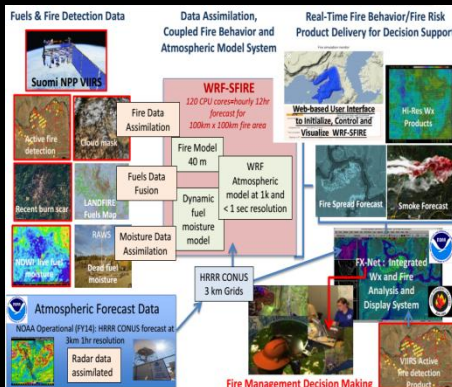 Fuels & Fire Detection Data
Suomi NPP VIIRS
Active fire
detection
Cloud mask
Recent burn scar
LANDFIRE
Fuels Map
NOWJ live fuel
moisture
RAWS
Dead fuel
moisture
Data Assimilation,
Coupled Fire Behavior and
Atmospheric Model System
WRF-SFIRE
120 CPU cores=hourly 12hr
forecast for
100km x 100km fire area
Fire Data
Assimilation
Fuels Data
Fusion
Moisture Data
Assimilation
Fire Model
40 m
Dynamic
fuel
moisture
model
WRF
Atmospheric
model at 1k and
< 1 sec resolution
HRRR CONUS
3 km Grids
Atmospheric Forecast Data
NOAA Operational (FY14): HRRR CONUS forecast at
3km 1hr resolution
Radar data
assimilated
Real-Time Fire Behavior/Fire Risk
Product Delivery for Decision Support
Web-based User Interface
to Initialize, Control and
Visualize WRF-SFIRE
Hi-Res Wx
Products
Fire Spread Forecast
Smoke Forecast
FX-Net : Integrated
Wx and Fire
Analysis and
Display System
VIIRS Active
Fire detection
Product
Fire Management Decision Making